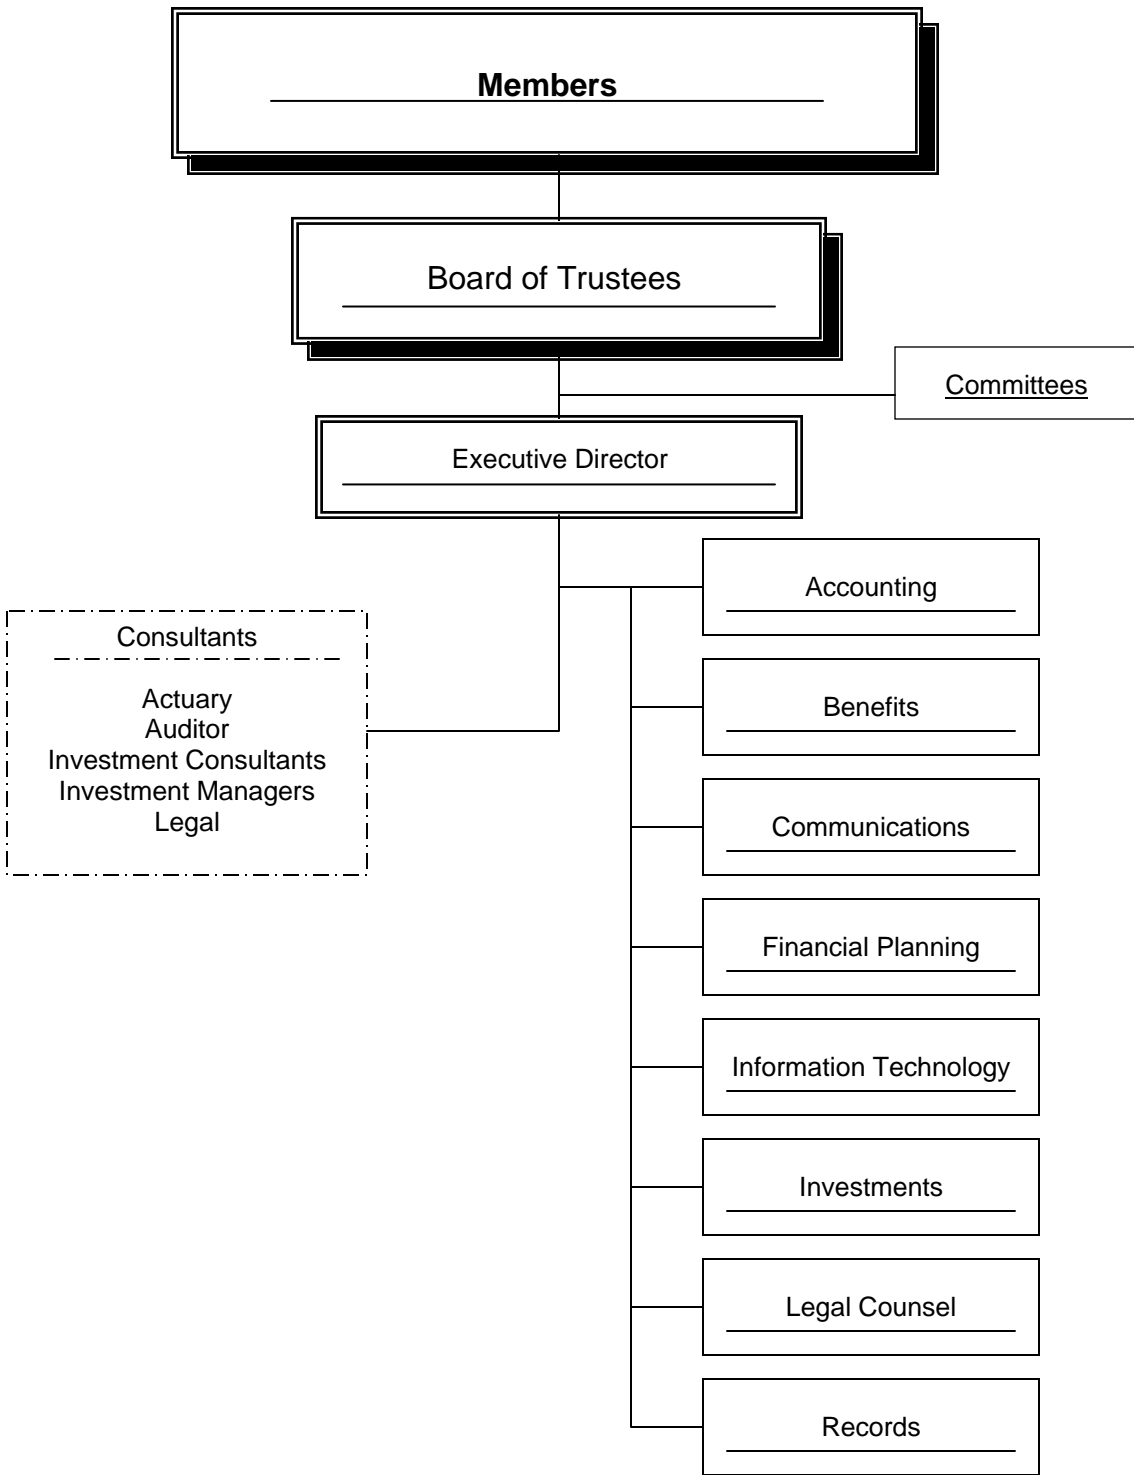 Members
Board of Trustees
Committees
Executive Director
Accounting
Consultants
Actuary
Auditor
Investment Consultants
Investment Managers
Legal
Benefits
Communications
Financial Planning
Information Technology
Investments
Legal Counsel
Records